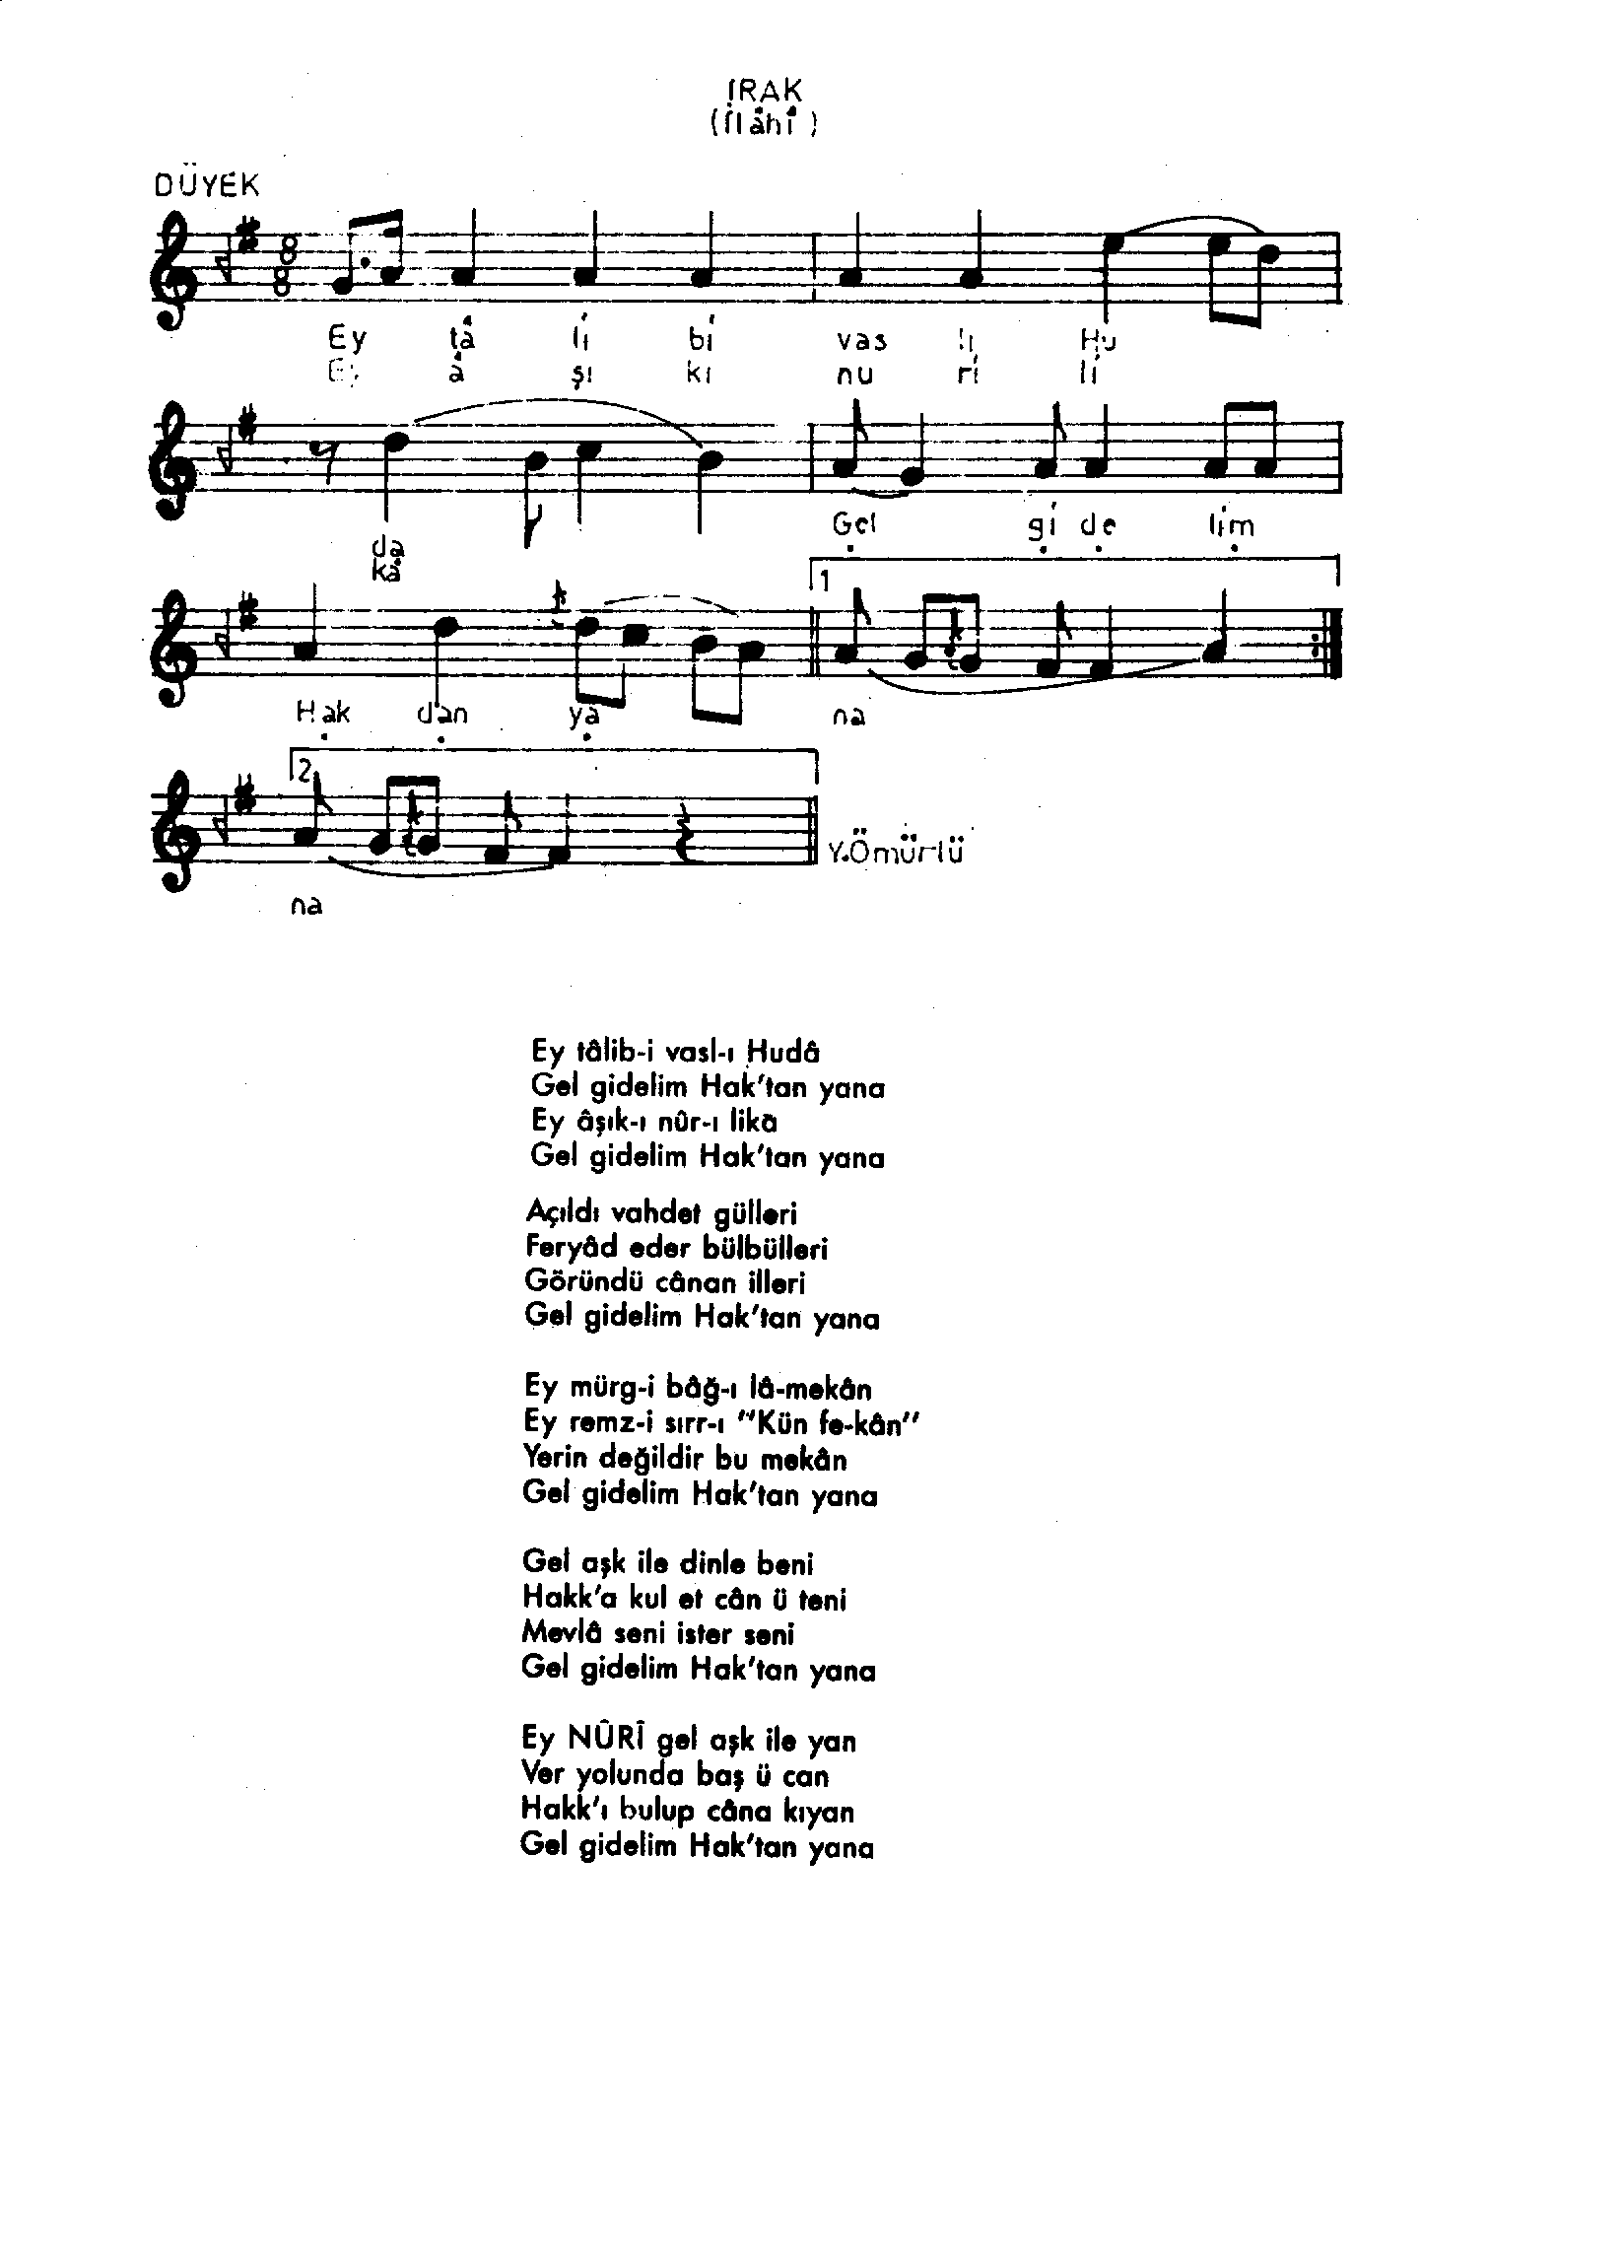 IRAK
(İlâhî)
DÜYEK
8
8
Ey tâ li bi vas lı Hu
Ey â şı kı nu ri li
da Gel gi de lim
kâ
1
Hak dan ya na
2
Y.Ömürlü
na
Ey tâlib-i vasl-ı Hudâ
Gel gidelim Hak'tan yana
Ey âşık-ı nûr-ı lika
Gel gidelim Hak'tan yana
Açıldı vahdet gülleri
Feryâd eder bülbülleri
Göründü cânan illeri
Gel gidelim Hak'tan yana
Ey mürg-i bâğ-ı lâ-mekân
Ey remz-i sırr-ı "Kün fe-kân"
Yerin değildir bu mekân
Gel gidelim Hak'tan yana
Gel aşk ile dinle beni
Hakk'a kul et cân ü teni
Mevlâ seni ister seni
Gel gidelim Hak'tan yana
Ey NÛRÎ gel aşk ile yan
Ver yolunda baş ü can
Hakk'ı bulup câna kıyan
Gel gidelim Hak'tan yana